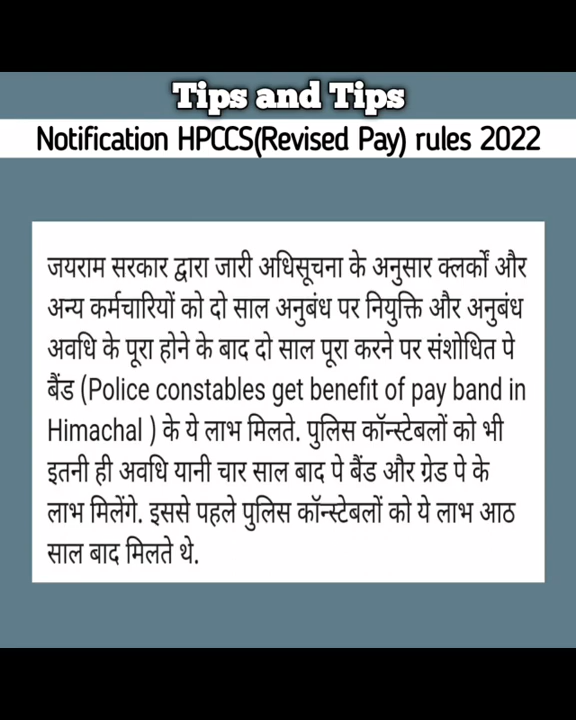 Tips and Tips
Notification HPCCS(Revised Pay) rules 2022
जयराम सरकार द्वारा जारी अधिसूचना के अनुसार क्लर्कों और
अन्य कर्मचारियों को दो साल अनुबंध पर नियुक्ति और अनुबंध
अवधि के पूरा होने के बाद दो साल पूरा करने पर संशोधित पे
बैंड (Police constables get benefit of pay band in
Himachal ) के ये लाभ मिलते. पुलिस कॉन्स्टेबलों को भी
इतनी ही अवधि यानी चार साल बाद पे बैंड और ग्रेड पे के
लाभ मिलेंगे. इससे पहले पुलिस कॉन्स्टेबलों को ये लाभ आठ
साल बाद मिलते थे.